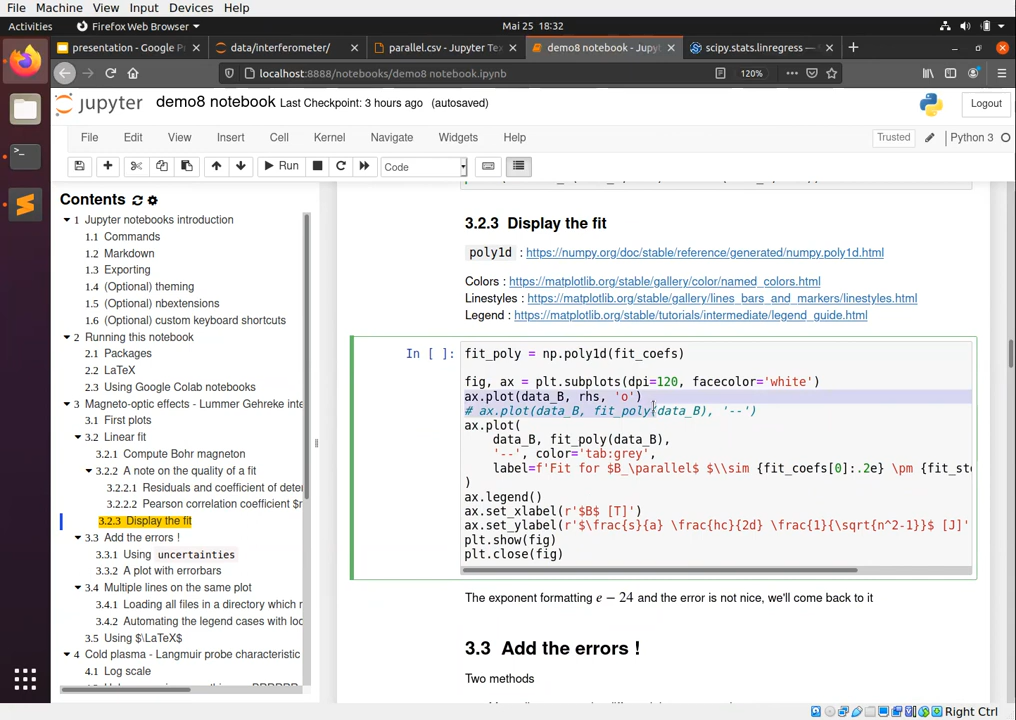 File Machine View Input Devices Help
Activities Firefox Web Browser Mai 25 18:32
presentation - Google P data/interferometer/ parallel.csv - Jupyter Te demo8 notebook - Jupyt scipy.stats.linregress —
localhost:8888/notebooks/demo8 notebook.ipynb 120%
jupyter demo8 notebook Last Checkpoint: 3 hours ago (autosaved) Logout
File Edit View Insert Cell Kernel Navigate Widgets Help Trusted Python 3
Run Code
Contents
1 Jupyter notebooks introduction
1.1 Commands
1.2 Markdown
1.3 Exporting
1.4 (Optional) theming
1.5 (Optional) nbextensions
1.6 (Optional) custom keyboard shortcuts
2 Running this notebook
2.1 Packages
2.2 LaTeX
2.3 Using Google Colab notebooks
3 Magneto-optic effects - Lummer Gehreke inte
3.1 First plots
3.2 Linear fit
3.2.1 Compute Bohr magneton
3.2.2 A note on the quality of a fit
3.2.2.1 Residuals and coefficient of deter
3.2.2.2 Pearson correlation coefficient $r
3.2.3 Display the fit
3.3 Add the errors !
3.3.1 Using uncertainties
3.3.2 A plot with errorbars
3.4 Multiple lines on the same plot
3.4.1 Loading all files in a directory which r
3.4.2 Automating the legend cases with loc
3.5 Using $\LaTeX$
4 Cold plasma - Langmuir probe characteristic
4.1 Log scale
3.2.3 Display the fit
poly1d : https://numpy.org/doc/stable/reference/generated/numpy.poly1d.html
Colors : https://matplotlib.org/stable/gallery/color/named_colors.html
Linestyles : https://matplotlib.org/stable/gallery/lines_bars_and_markers/linestyles.html
Legend : https://matplotlib.org/stable/tutorials/intermediate/legend_guide.html
In [ ]: fit_poly = np.poly1d(fit_coefs)
fig, ax = plt.subplots(dpi=120, facecolor='white')
ax.plot(data_B, rhs, 'o')
# ax.plot(data_B, fit_poly(data_B), '--')
ax.plot(
data_B, fit_poly(data_B),
'--', color='tab:grey',
label=f'Fit for $B_\parallel$ $\\sim {fit_coefs[0]:.2e} \pm {fit_st
)
ax.legend()
ax.set_xlabel(r'$B$ [T]')
ax.set_ylabel(r'$\frac{s}{a} \frac{hc}{2d} \frac{1}{\sqrt{n^2-1}}$ [J]'
plt.show(fig)
plt.close(fig)
The exponent formatting e − 24 and the error is not nice, we'll come back to it
3.3 Add the errors !
Two methods
Right Ctrl